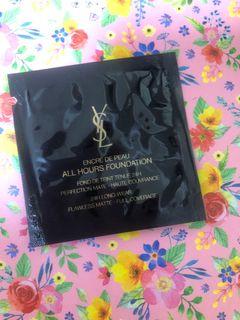 YSL
ENCRE DE PEAU
ALL HOURS FOUNDATION
FOND DE TEINT TENUE 24H
PERFECTION MATE - HAUTE COUVRANCE
24H LONG WEAR
FLAWLESS MATTE - FULL COVERAGE